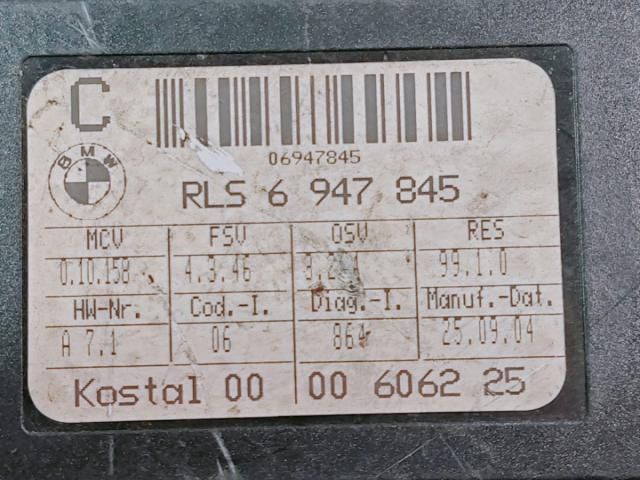 C
06947845
BMW
RLS 6 947 845
MCV FSV OSV RES
0.10.158 4.3.46 99.1.0
HW-Nr. Cod.-I. Diag.-I. Manuf.-Dat.
A 7.1 06 864 25.09.04
Kostal 00 00 6062 25